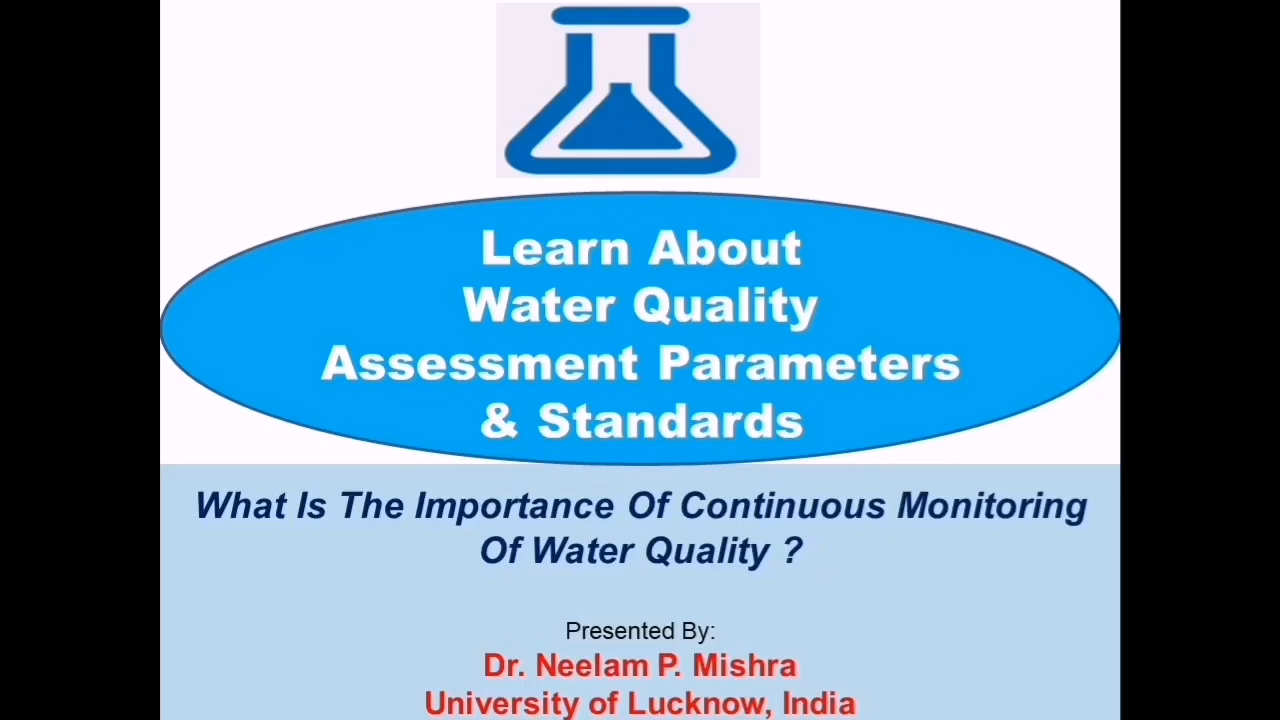 Learn About
Water Quality
Assessment Parameters
& Standards
What Is The Importance Of Continuous Monitoring
Of Water Quality ?
Presented By:
Dr. Neelam P. Mishra
University of Lucknow, India